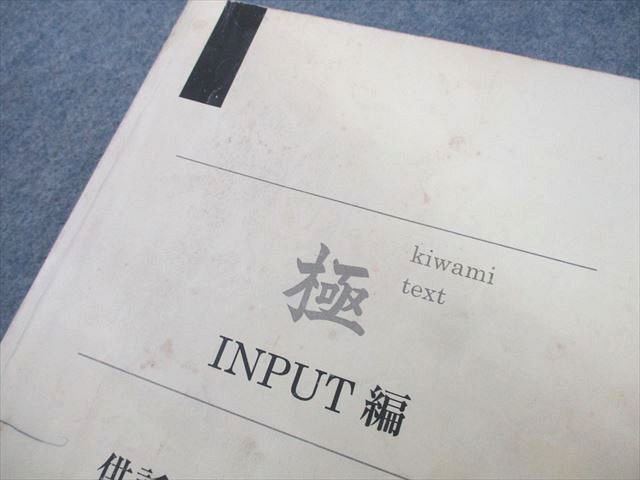 極
kiwami
text
INPUT編